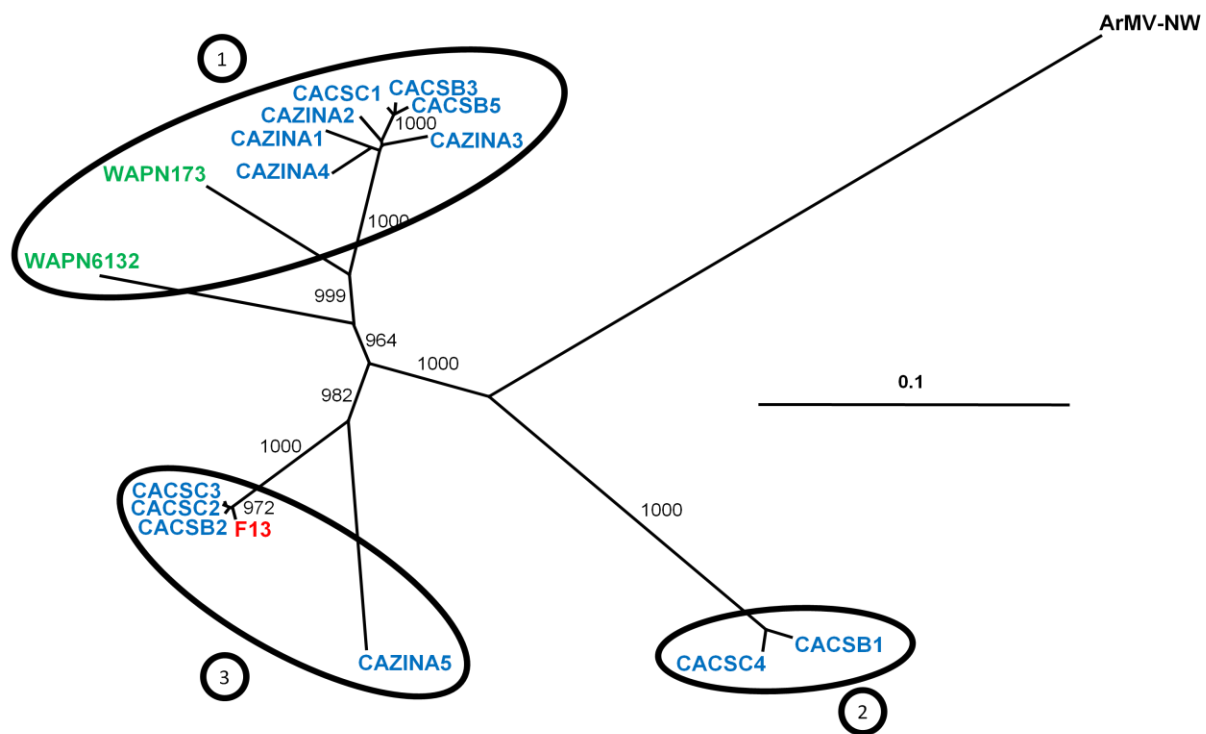 ArMV-NW
1
CACSC1
CACSB3
CACSB5
CAZINA2
1000
CAZINA1
CAZINA3
CAZINA4
WAPN173
1000
WAPN6132
999
964
1000
0.1
982
1000
CACSC3
CACSC2
972
CACSB2
F13
1000
CACSB1
CACSC4
CAZINA5
3
2